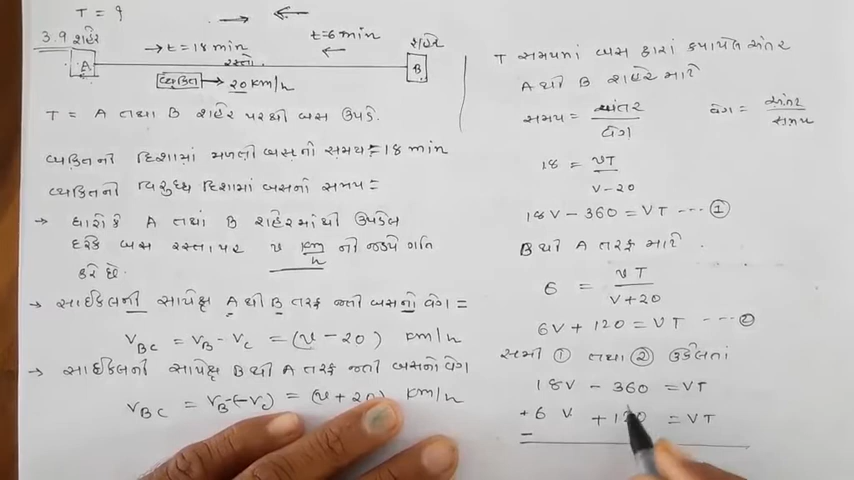 T = ?
3.9 શહેર
→ t = 18 min
t = 6 min
←
શહેર
A
રસ્તો
B
વ્યક્તિ → 20 km/h
T = A તથા B શહેર પરથી બસ ઉપડે.
વ્યક્તિની દિશામાં મળતી બસનો સમય = 18 min
વ્યક્તિની વિરુધ્ધ દિશામાં બસનો સમય =
→ ધારોકે A તથાં B શહેરમાંથી ઉપડેલ
દરેક બસ રસ્તાપર v km/h ની ઝડપે ગતિ
કરે છે.
→ સાઈકલની સાપેક્ષ A થી B તરફ જતી બસનો વેગ =
V_BC = V_B - V_C = (v - 20) km/h
→ સાઈકલની સાપેક્ષ B થી A તરફ જતી બસનો વેગ
V_BC = V_B - (-V_C) = (v + 20) km/h
T સમયમાં બસ દ્વારાં કપાયેલ અંતર
A થી B શહેર માટે
સમય = અંતર / વેગ
વેગ = અંતર / સમય
18 = VT / V - 20
18V - 360 = VT --- ①
B થી A તરફ માટે .
6 = VT / V + 20
6V + 120 = VT --- ②
સમી ① તથા ② ઉકેલતાં
18V - 360 = VT
+6 V + 120 = VT
−